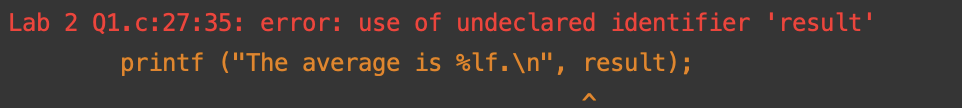 Lab 2 Q1.c:27:35: error: use of undeclared identifier 'result'
printf ("The average is %lf.\n", result);
^